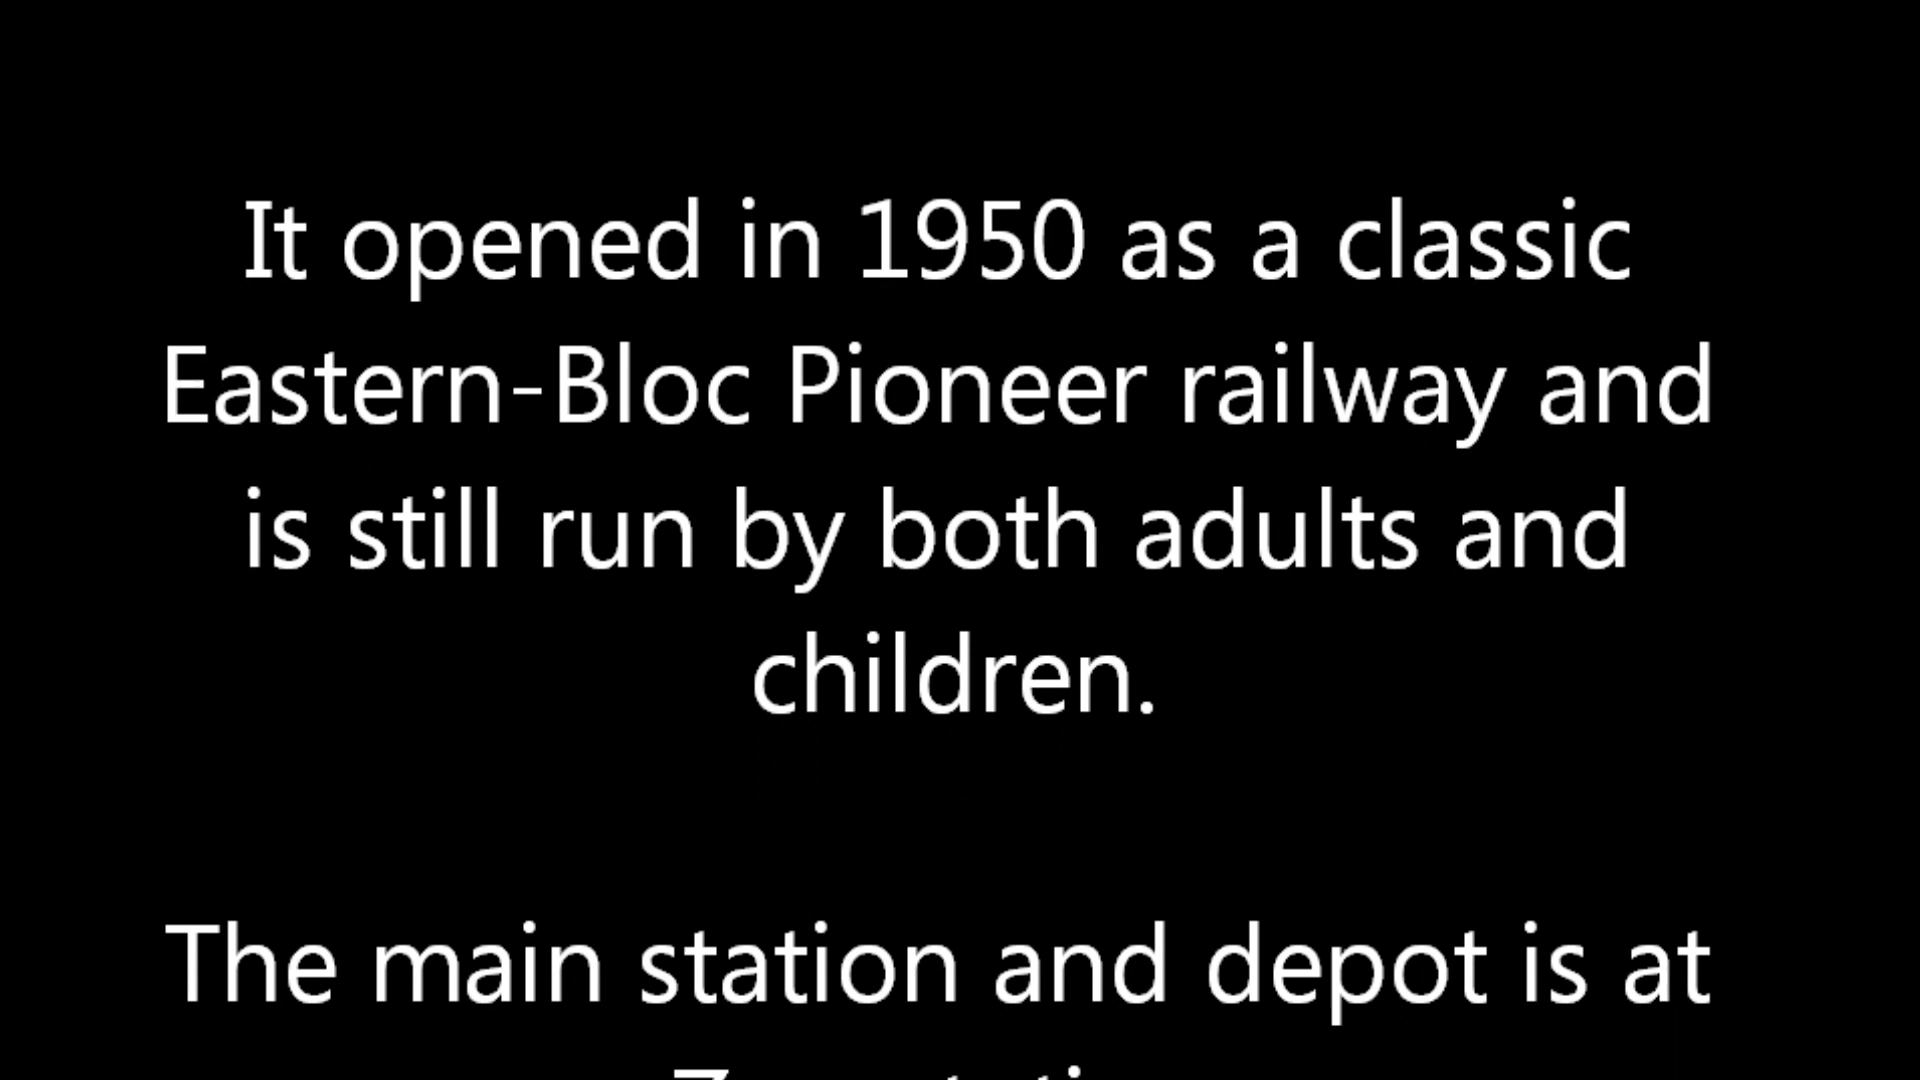 It opened in 1950 as a classic
Eastern-Bloc Pioneer railway and
is still run by both adults and
children.
The main station and depot is at